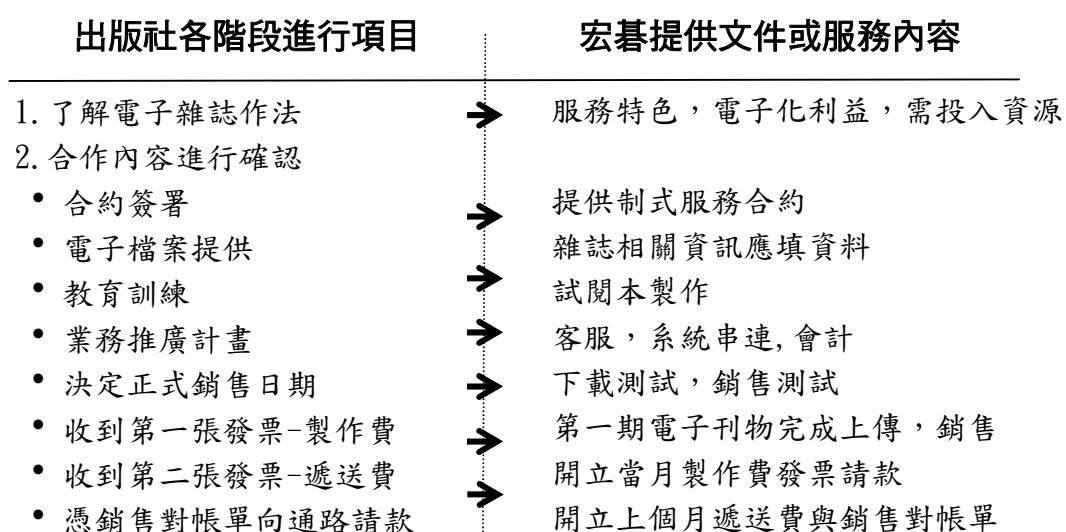 出版社各階段進行項目
宏碁提供文件或服務內容
1.了解電子雜誌作法
服務特色，電子化利益，需投入資源
2.合作內容進行確認
• 合約簽署
提供制式服務合約
• 電子檔案提供
雜誌相關資訊應填資料
• 教育訓練
試閱本製作
• 業務推廣計畫
客服，系統串連,會計
• 決定正式銷售日期
下載測試，銷售測試
• 收到第一張發票-製作費
第一期電子刊物完成上傳，銷售
• 收到第二張發票-遞送費
開立當月製作費發票請款
• 憑銷售對帳單向通路請款
開立上個月遞送費與銷售對帳單